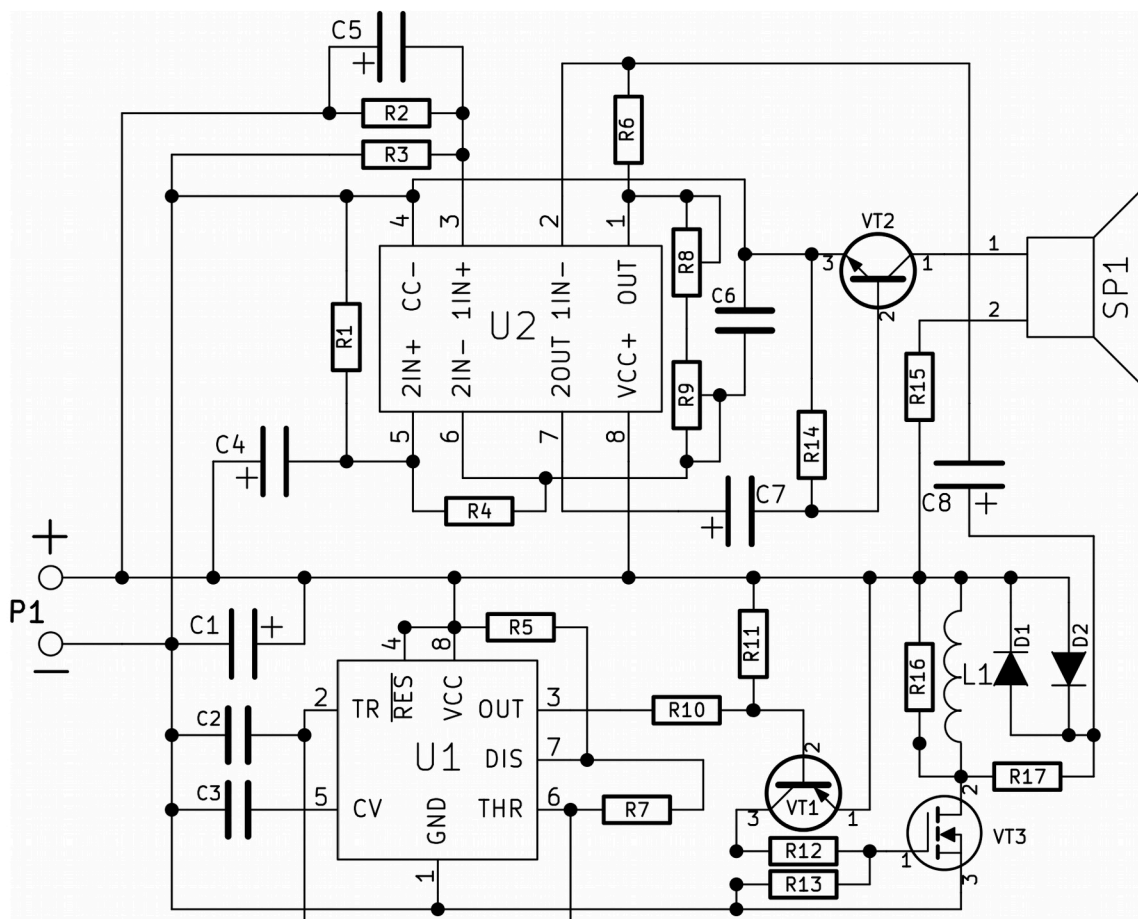 C5
+
R2
R3
R6
4
3
2
1
VT2
3
1
2
1
2
SP1
CC-
1IN+
1IN-
OUT
U2
2IN+
2IN-
2OUT
VCC+
5
6
7
8
R1
R8
R9
C6
R15
R14
C4
+
R4
+
C7
C8
+
+
P1
−
C1
+
R5
R11
4
8
R16
L1
D1
D2
2
TR
RES
VCC
OUT
3
R10
C2
U1
DIS
7
2
R17
C3
5
CV
GND
THR
6
R7
VT1
3
1
2
VT3
R12
1
R13
3
1